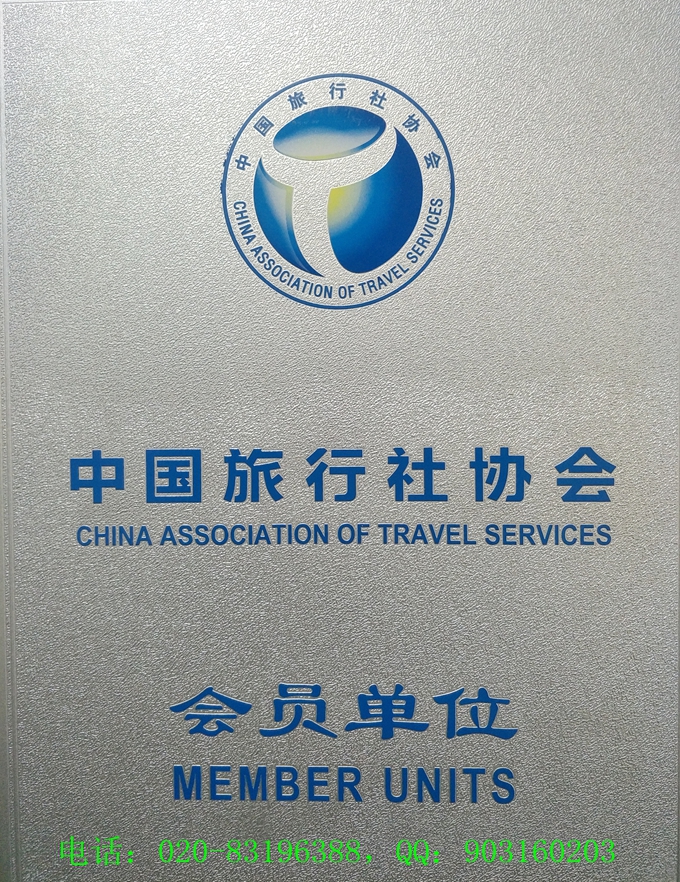 中国旅行社协会
CHINA ASSOCIATION OF TRAVEL SERVICES
中国旅行社协会
CHINA ASSOCIATION OF TRAVEL SERVICES
会员单位
MEMBER UNITS
电话：020-83196388，QQ：903160203